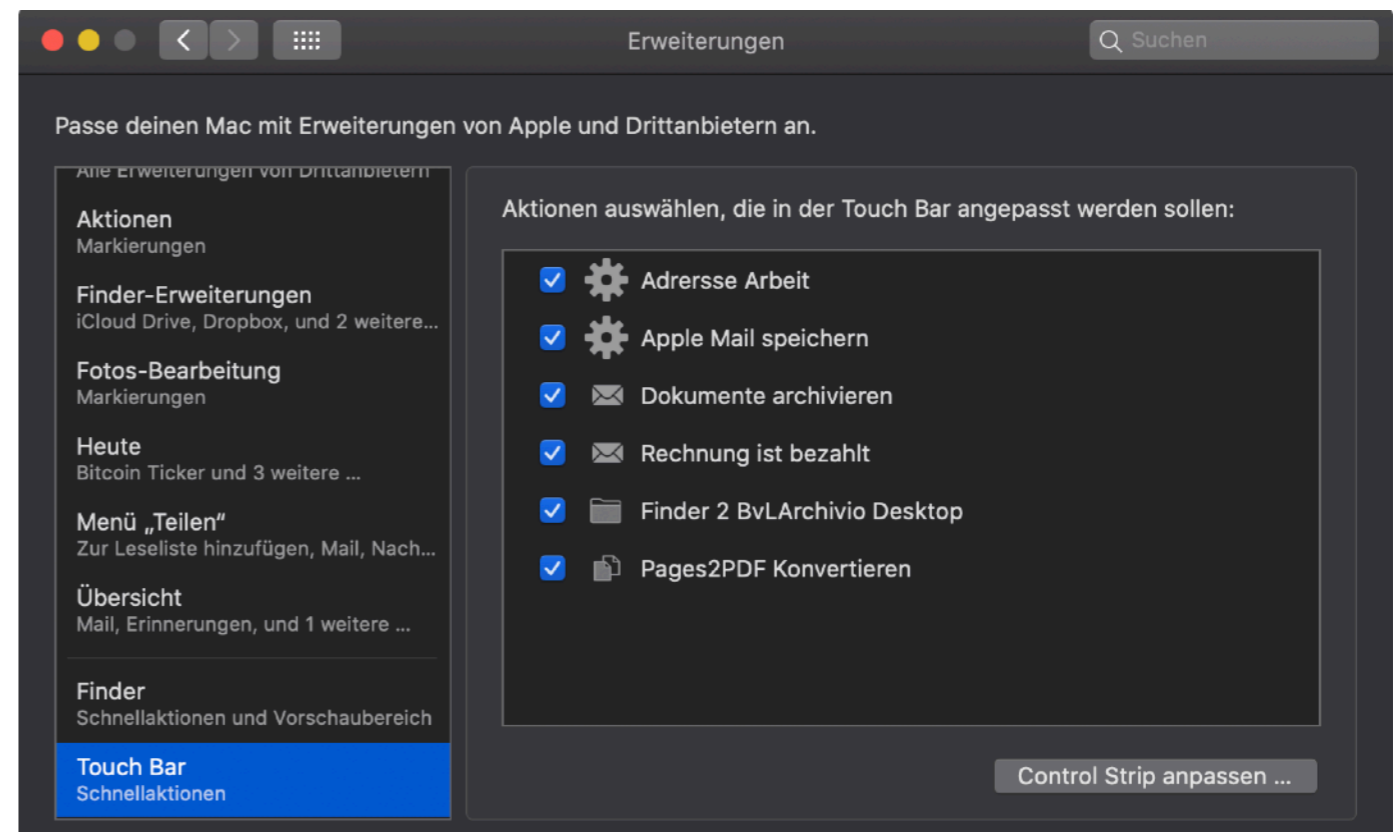 Erweiterungen
Suchen
Passe deinen Mac mit Erweiterungen von Apple und Drittanbietern an.
Alle Erweiterungen von Drittanbietern
Aktionen
Markierungen
Finder-Erweiterungen
iCloud Drive, Dropbox, und 2 weitere...
Fotos-Bearbeitung
Markierungen
Heute
Bitcoin Ticker und 3 weitere ...
Menü „Teilen“
Zur Leseliste hinzufügen, Mail, Nach...
Übersicht
Mail, Erinnerungen, und 1 weitere ...
Finder
Schnellaktionen und Vorschaubereich
Touch Bar
Schnellaktionen
Aktionen auswählen, die in der Touch Bar angepasst werden sollen:
Adrersse Arbeit
Apple Mail speichern
Dokumente archivieren
Rechnung ist bezahlt
Finder 2 BvLArchivio Desktop
Pages2PDF Konvertieren
Control Strip anpassen ...